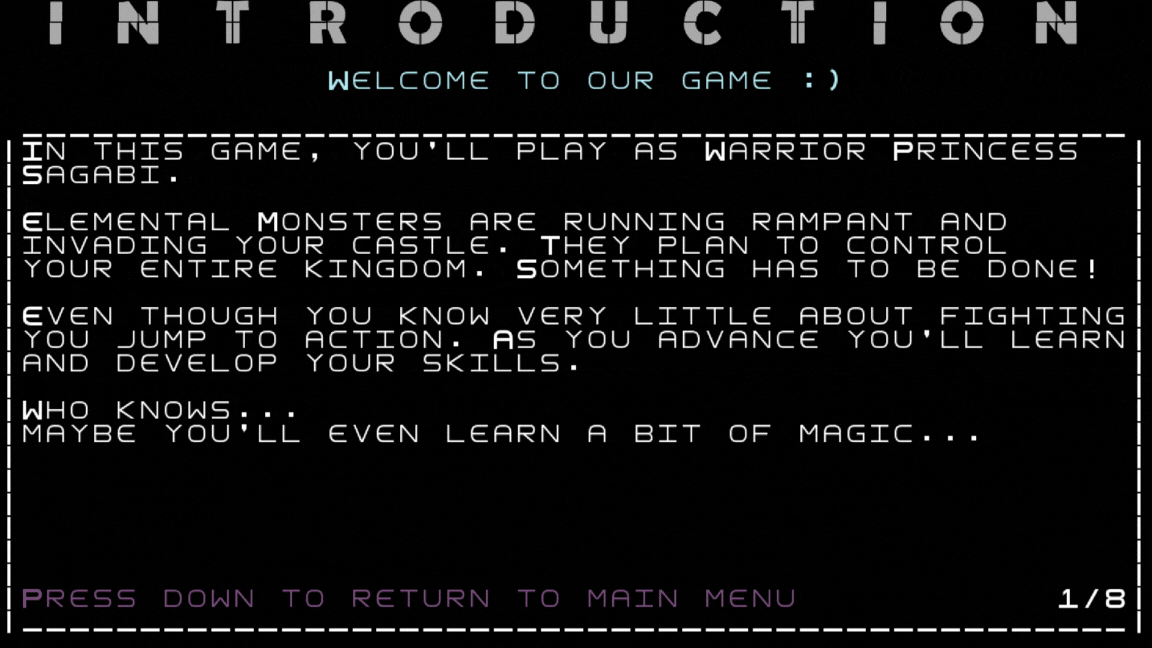 INTRODUCTION
Welcome to our game :)
In this game, you'll play as Warrior Princess
Sagabi.
Elemental Monsters are running rampant and
invading your castle. They plan to control
your entire kingdom. Something has to be done!
Even though you know very little about fighting
you jump to action. As you advance you'll learn
and develop your skills.
Who knows...
maybe you'll even learn a bit of magic...
Press down to return to main menu 1/8